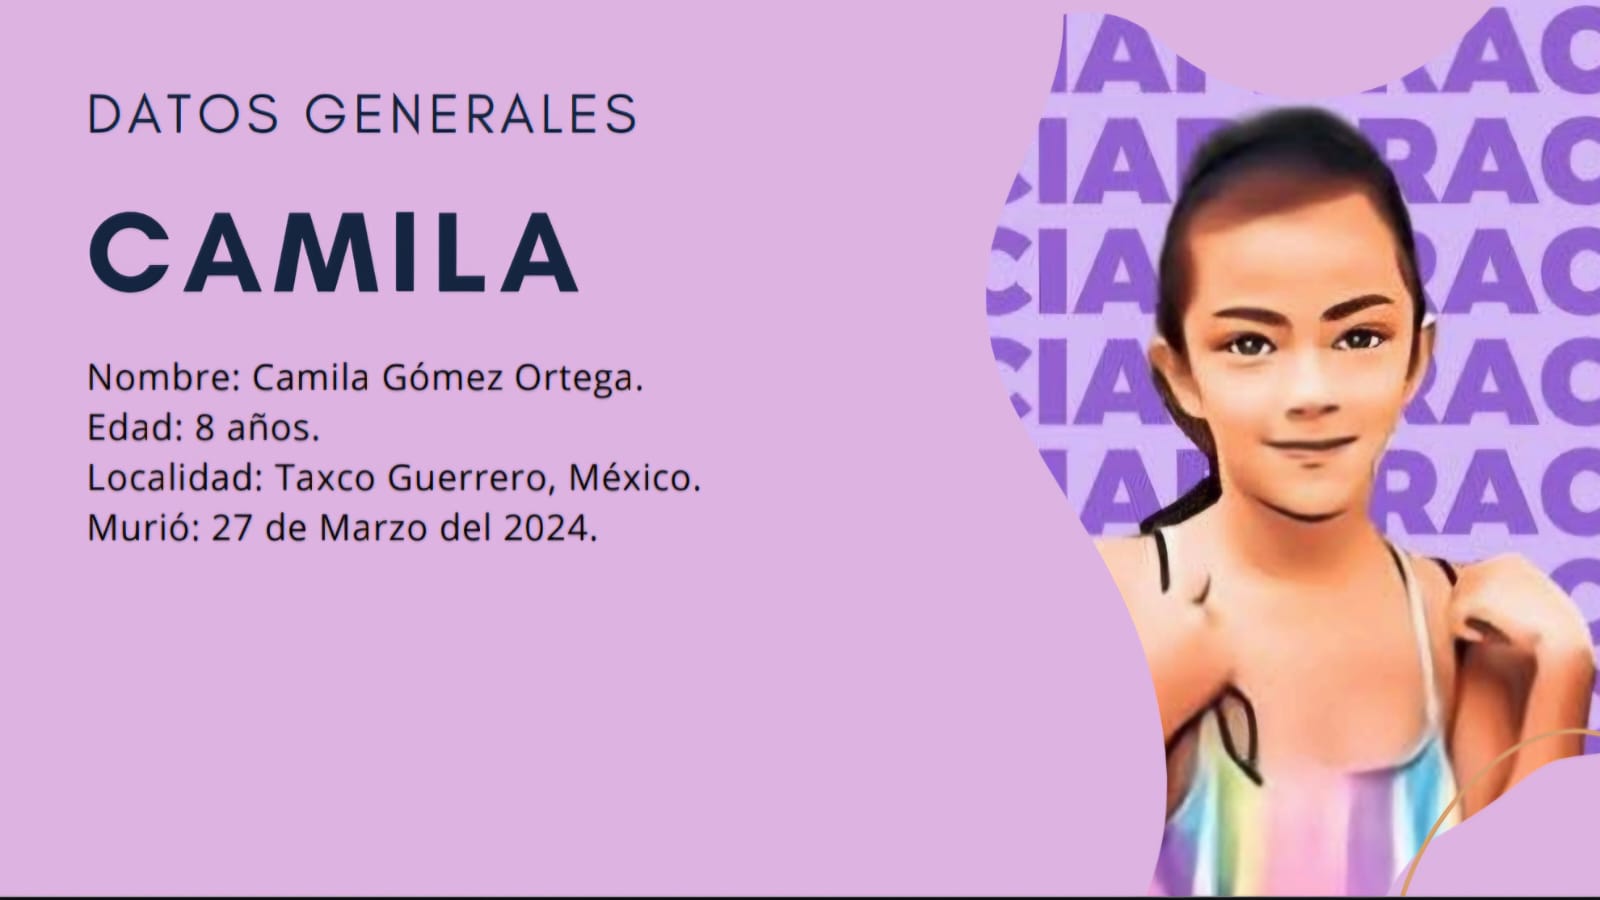 DATOS GENERALES
CAMILA
Nombre: Camila Gómez Ortega.
Edad: 8 años.
Localidad: Taxco Guerrero, México.
Murió: 27 de Marzo del 2024.